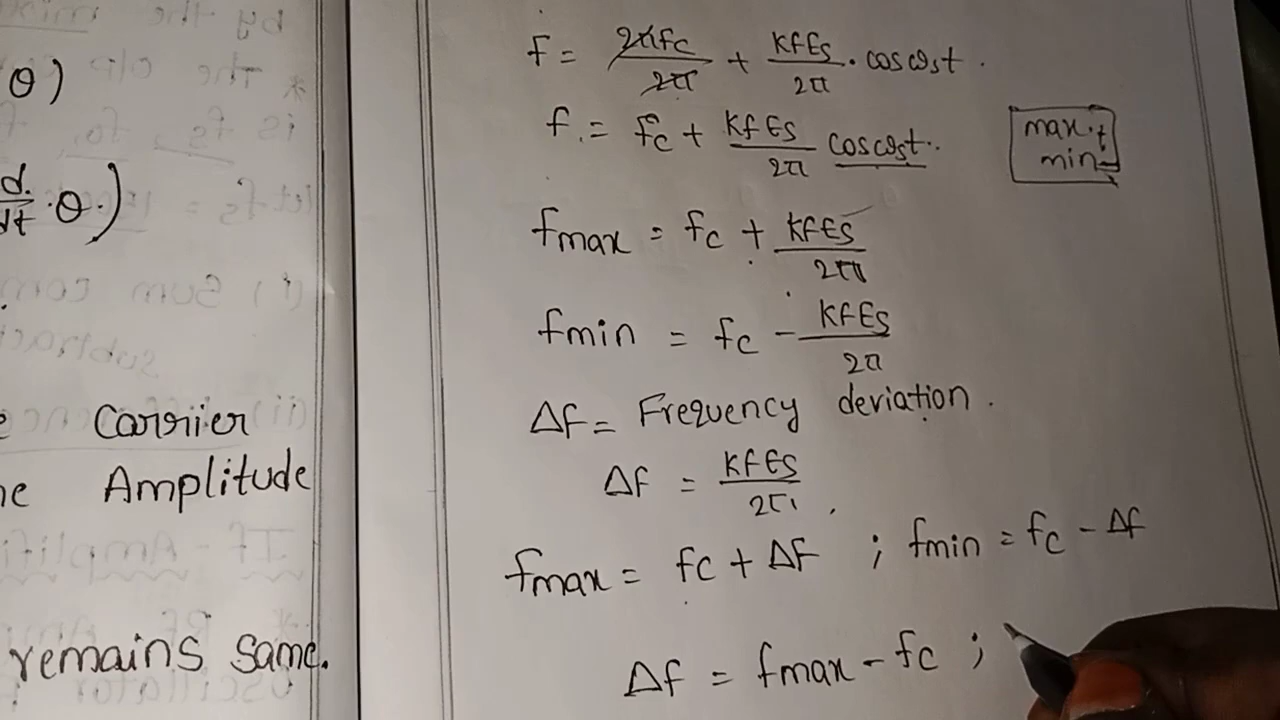 θ)
d/dt · θ.)
Carrier
Amplitude
remains same.
f = 2πfc/2π + KfEs/2π · cos ωst.
f = fc + KfEs/2π cos ωst.
max +
min -
fmax = fc + KfEs/2π
fmin = fc - KfEs/2π
Δf = Frequency deviation.
Δf = KfEs/2π.
fmax = fc + Δf ; fmin = fc - Δf
Δf = fmax - fc ;